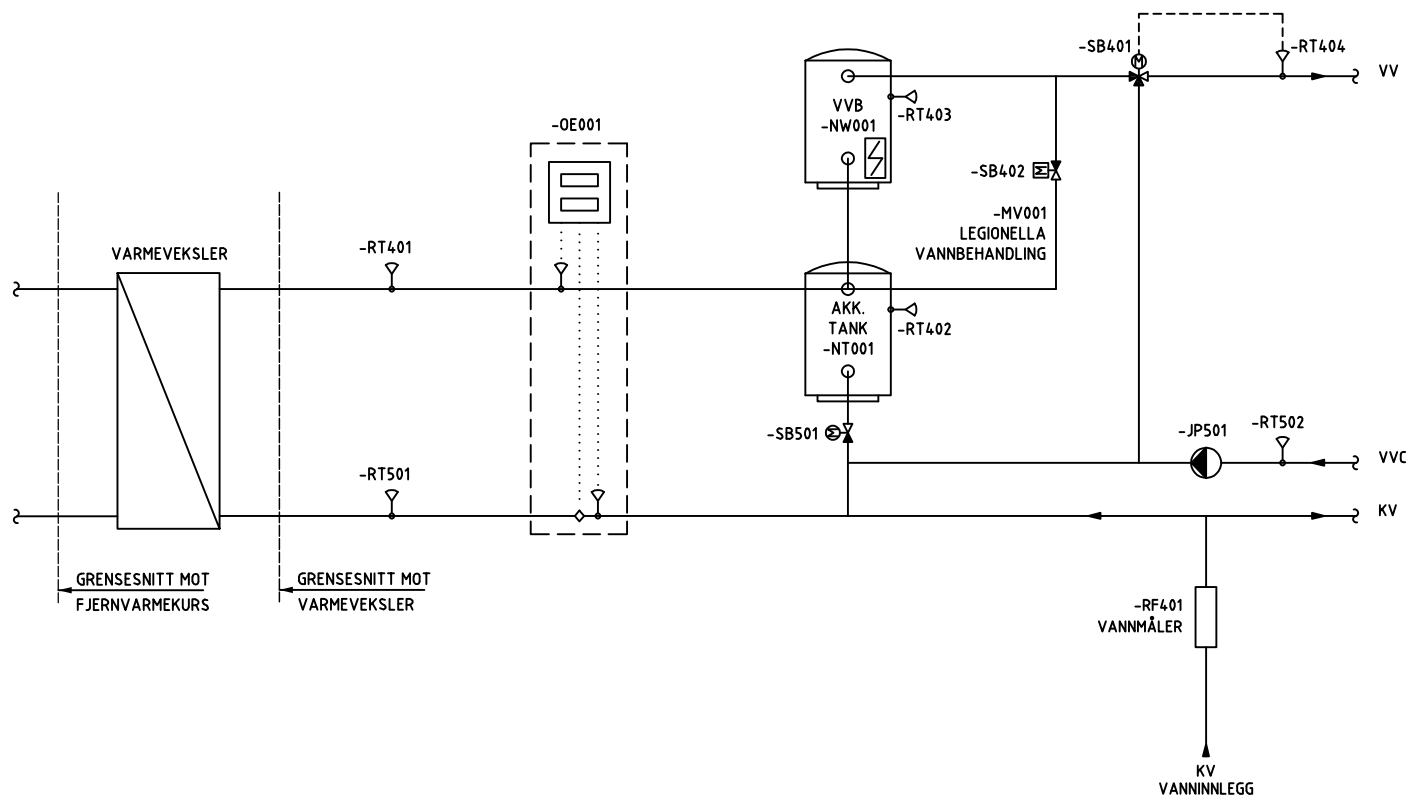 -SB401
-RT404
VV
VVB
-NW001
-RT403
-OE001
-SB402
-MV001
LEGIONELLA
VANNBEHANDLING
VARMEVEKSLER
-RT401
AKK.
TANK
-NT001
-RT402
-SB501
-JP501
-RT502
VVC
-RT501
KV
GRENSESNITT MOT
FJERNVARMEKURS
GRENSESNITT MOT
VARMEVEKSLER
-RF401
VANNMÅLER
KV
VANNINNLEGG